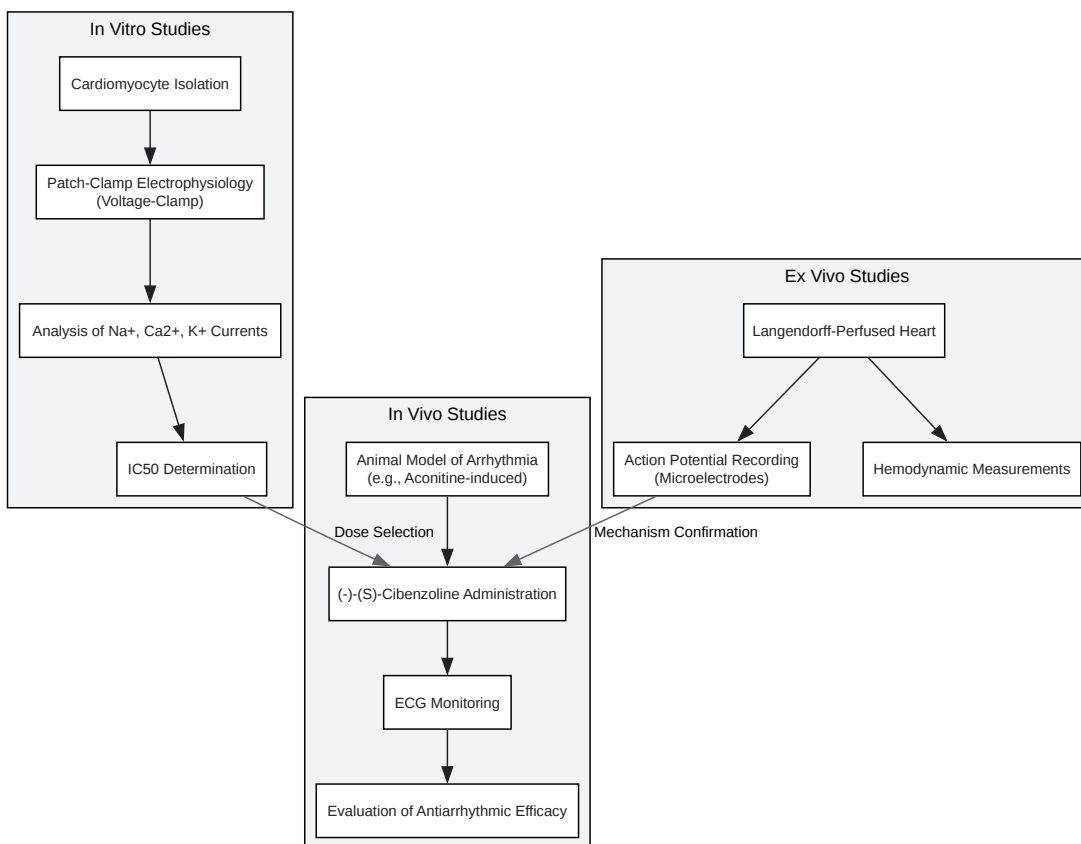 In Vitro Studies
Cardiomyocyte Isolation
Patch-Clamp Electrophysiology
(Voltage-Clamp)
Analysis of Na+, Ca2+, K+ Currents
IC50 Determination
Ex Vivo Studies
Langendorff-Perfused Heart
Action Potential Recording
(Microelectrodes)
Hemodynamic Measurements
In Vivo Studies
Animal Model of Arrhythmia
(e.g., Aconitine-induced)
Dose Selection
Mechanism Confirmation
(-)-(S)-Cibenzoline Administration
ECG Monitoring
Evaluation of Antiarrhythmic Efficacy